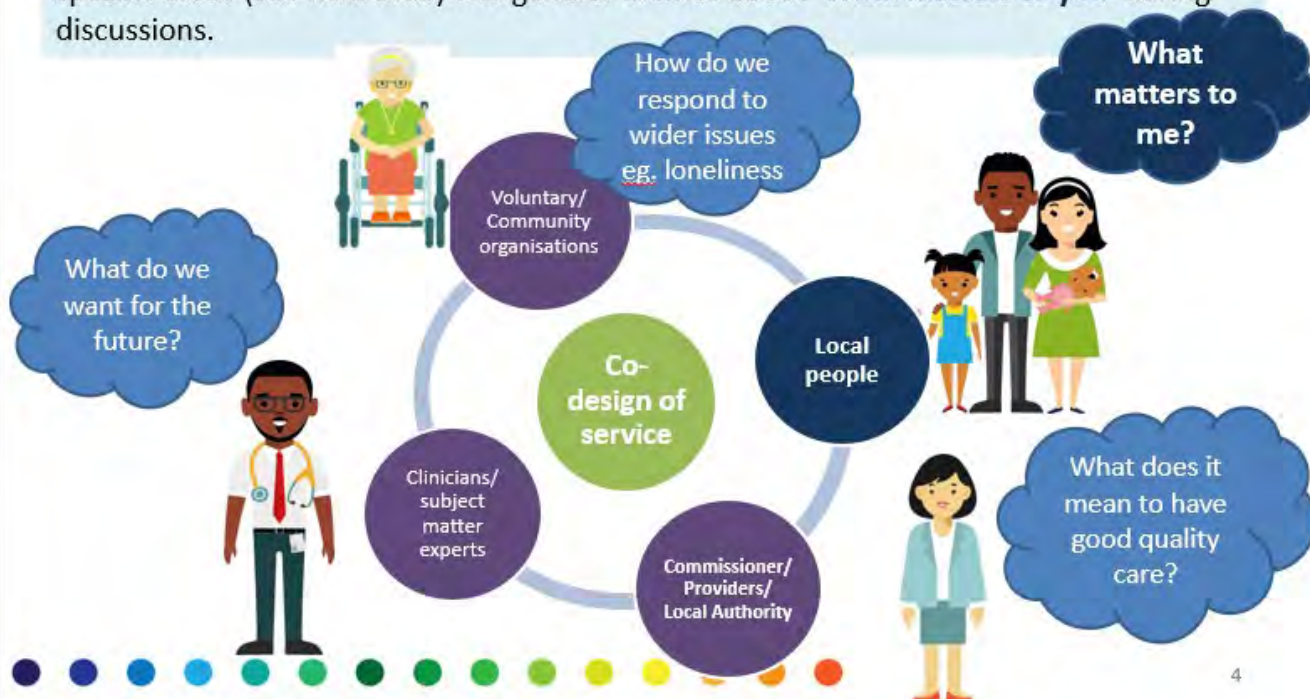 discussions.
How do we
respond to
wider issues
eg. loneliness
What
matters to
me?
Voluntary/
Community
organisations
What do we
want for the
future?
Local
people
Co-
design of
service
Clinicians/
subject
matter
experts
What does it
mean to have
good quality
care?
Commissioner/
Providers/
Local Authority
4